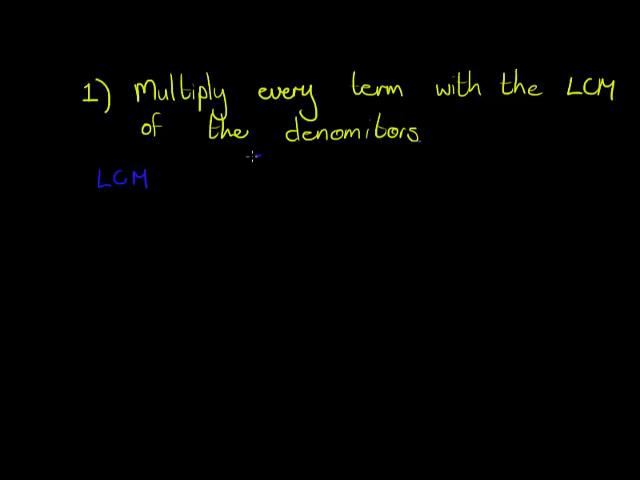 1) Multiply every term with the LCM
of the denomitors
LCM